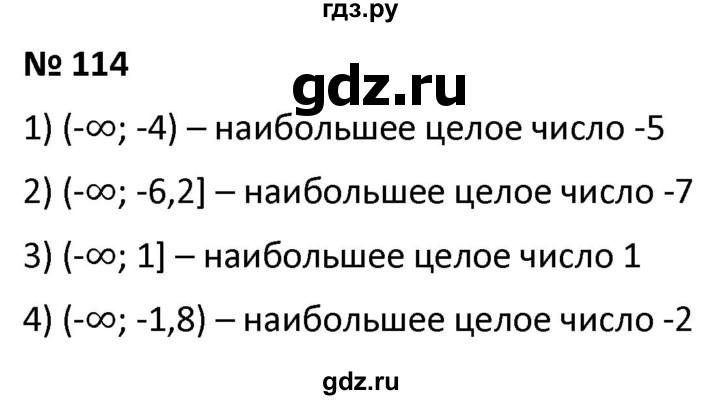 гдз.ру
№ 114
gdz.ru
1) (-∞; -4) – наибольшее целое число -5
2) (-∞; -6,2] – наибольшее целое число -7
3) (-∞; 1] – наибольшее целое число 1
4) (-∞; -1,8) – наибольшее целое число -2
gdz.ru